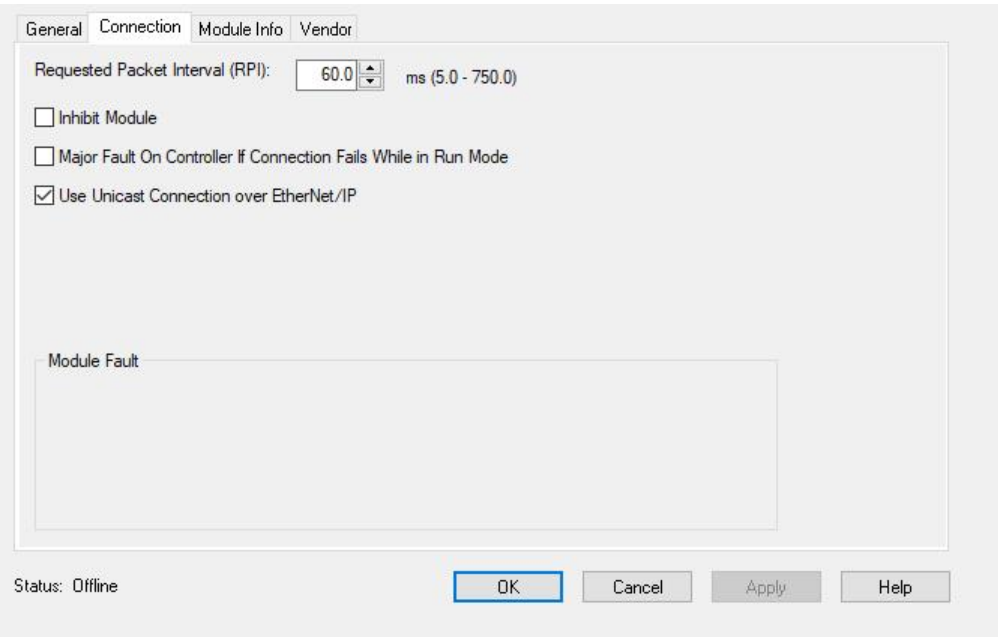 General Connection Module Info Vendor
Requested Packet Interval (RPI): 60.0 ms (5.0 - 750.0)
Inhibit Module
Major Fault On Controller If Connection Fails While in Run Mode
Use Unicast Connection over EtherNet/IP
Module Fault
Status: Offline OK Cancel Apply Help